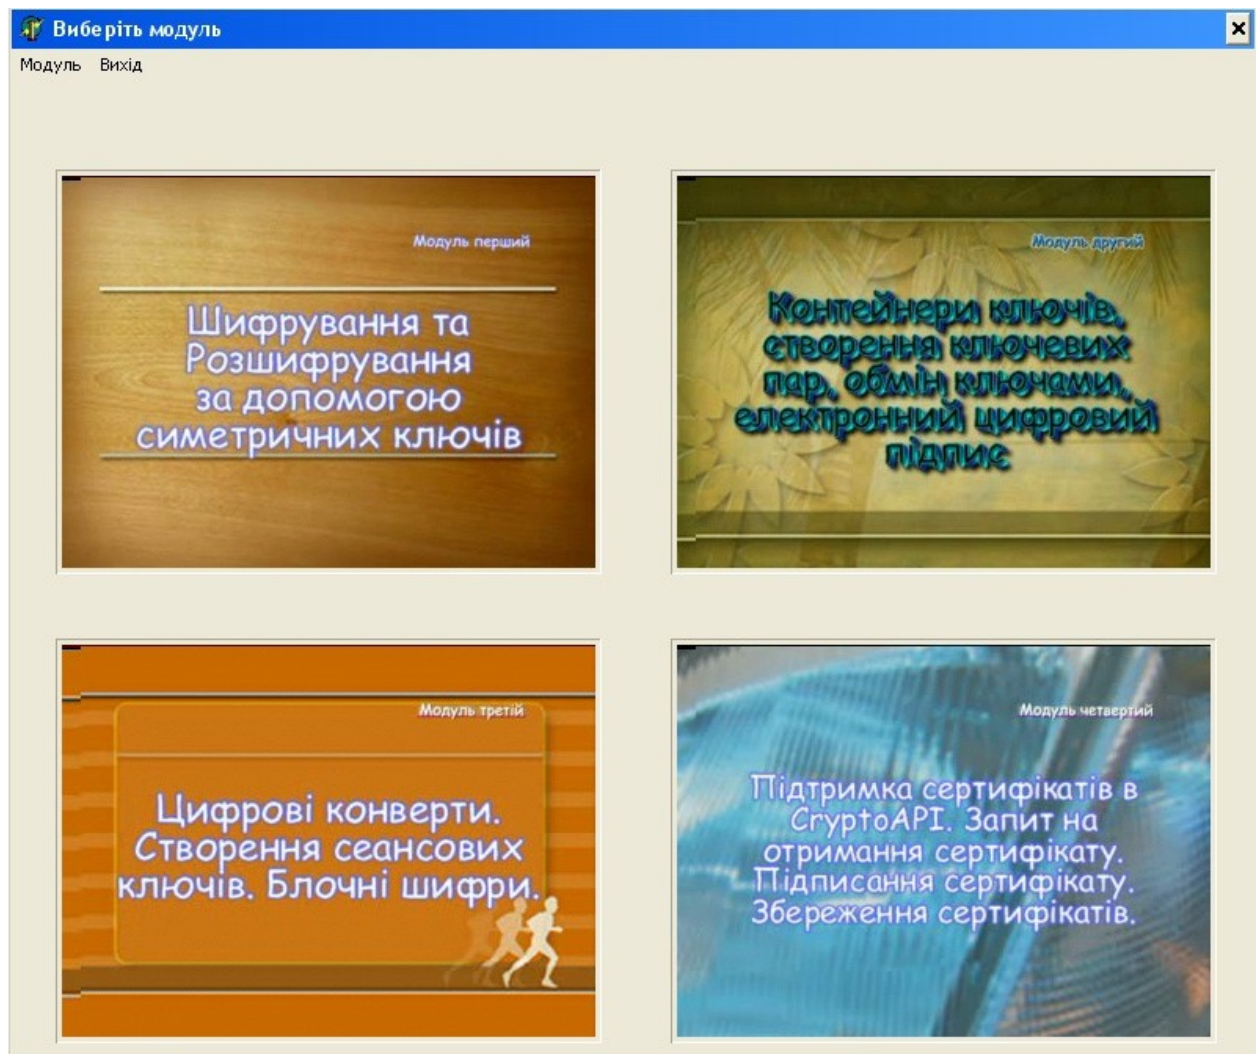 Виберіть модуль
Модуль Вихід
Модуль перший
Шифрування та
Розшифрування
за допомогою
симетричних ключів
Модуль другий
Контейнери ключів,
створення ключевих
пар, обмін ключами,
електронний цифровий
підпис
Модуль третій
Цифрові конверти.
Створення сеансових
ключів. Блочні шифри.
Модуль четвертий
Підтримка сертифікатів в
CryptoAPI. Запит на
отримання сертифікату.
Підписання сертифікату.
Збереження сертифікатів.